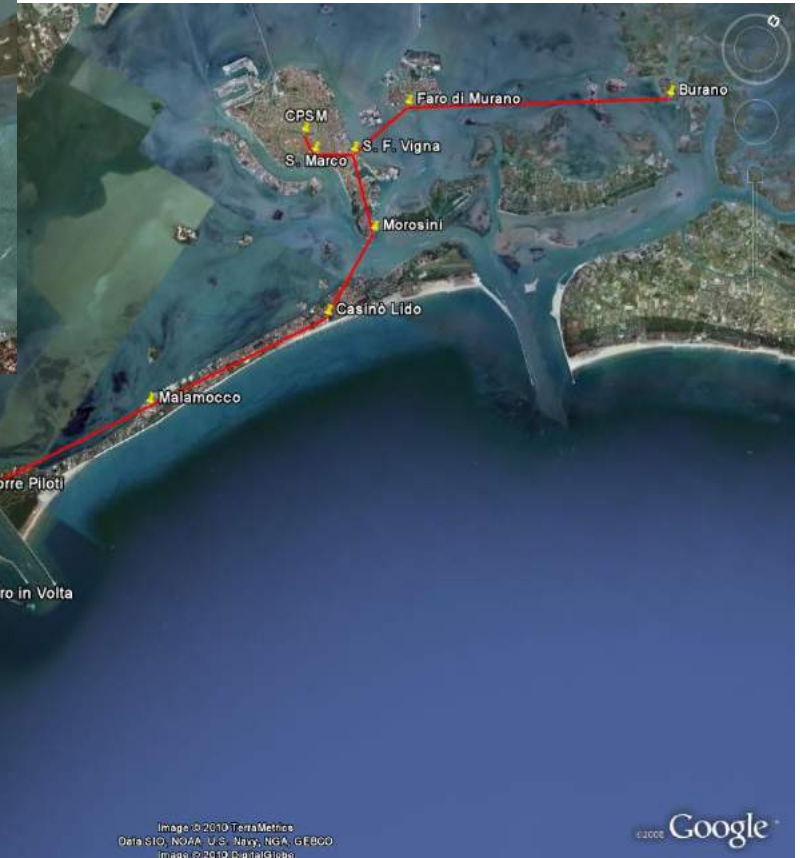 Burano
Faro di Murano
CPSM
S. Marco
S. F. Vigna
Morosini
Casinò Lido
Malamocco
orre Piloti
ro in Volta
Image © 2010 TerraMetrics
Data SIO, NOAA, U.S. Navy, NGA, GEBCO
Image © 2010 DigitalGlobe
Google